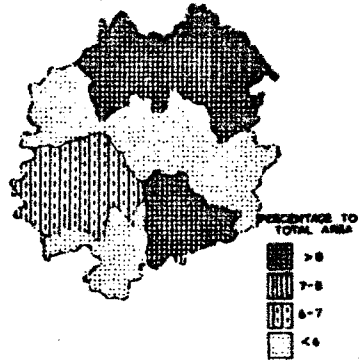 PERCENTAGE TO
TOTAL AREA
>8
7-8
6-7
<6